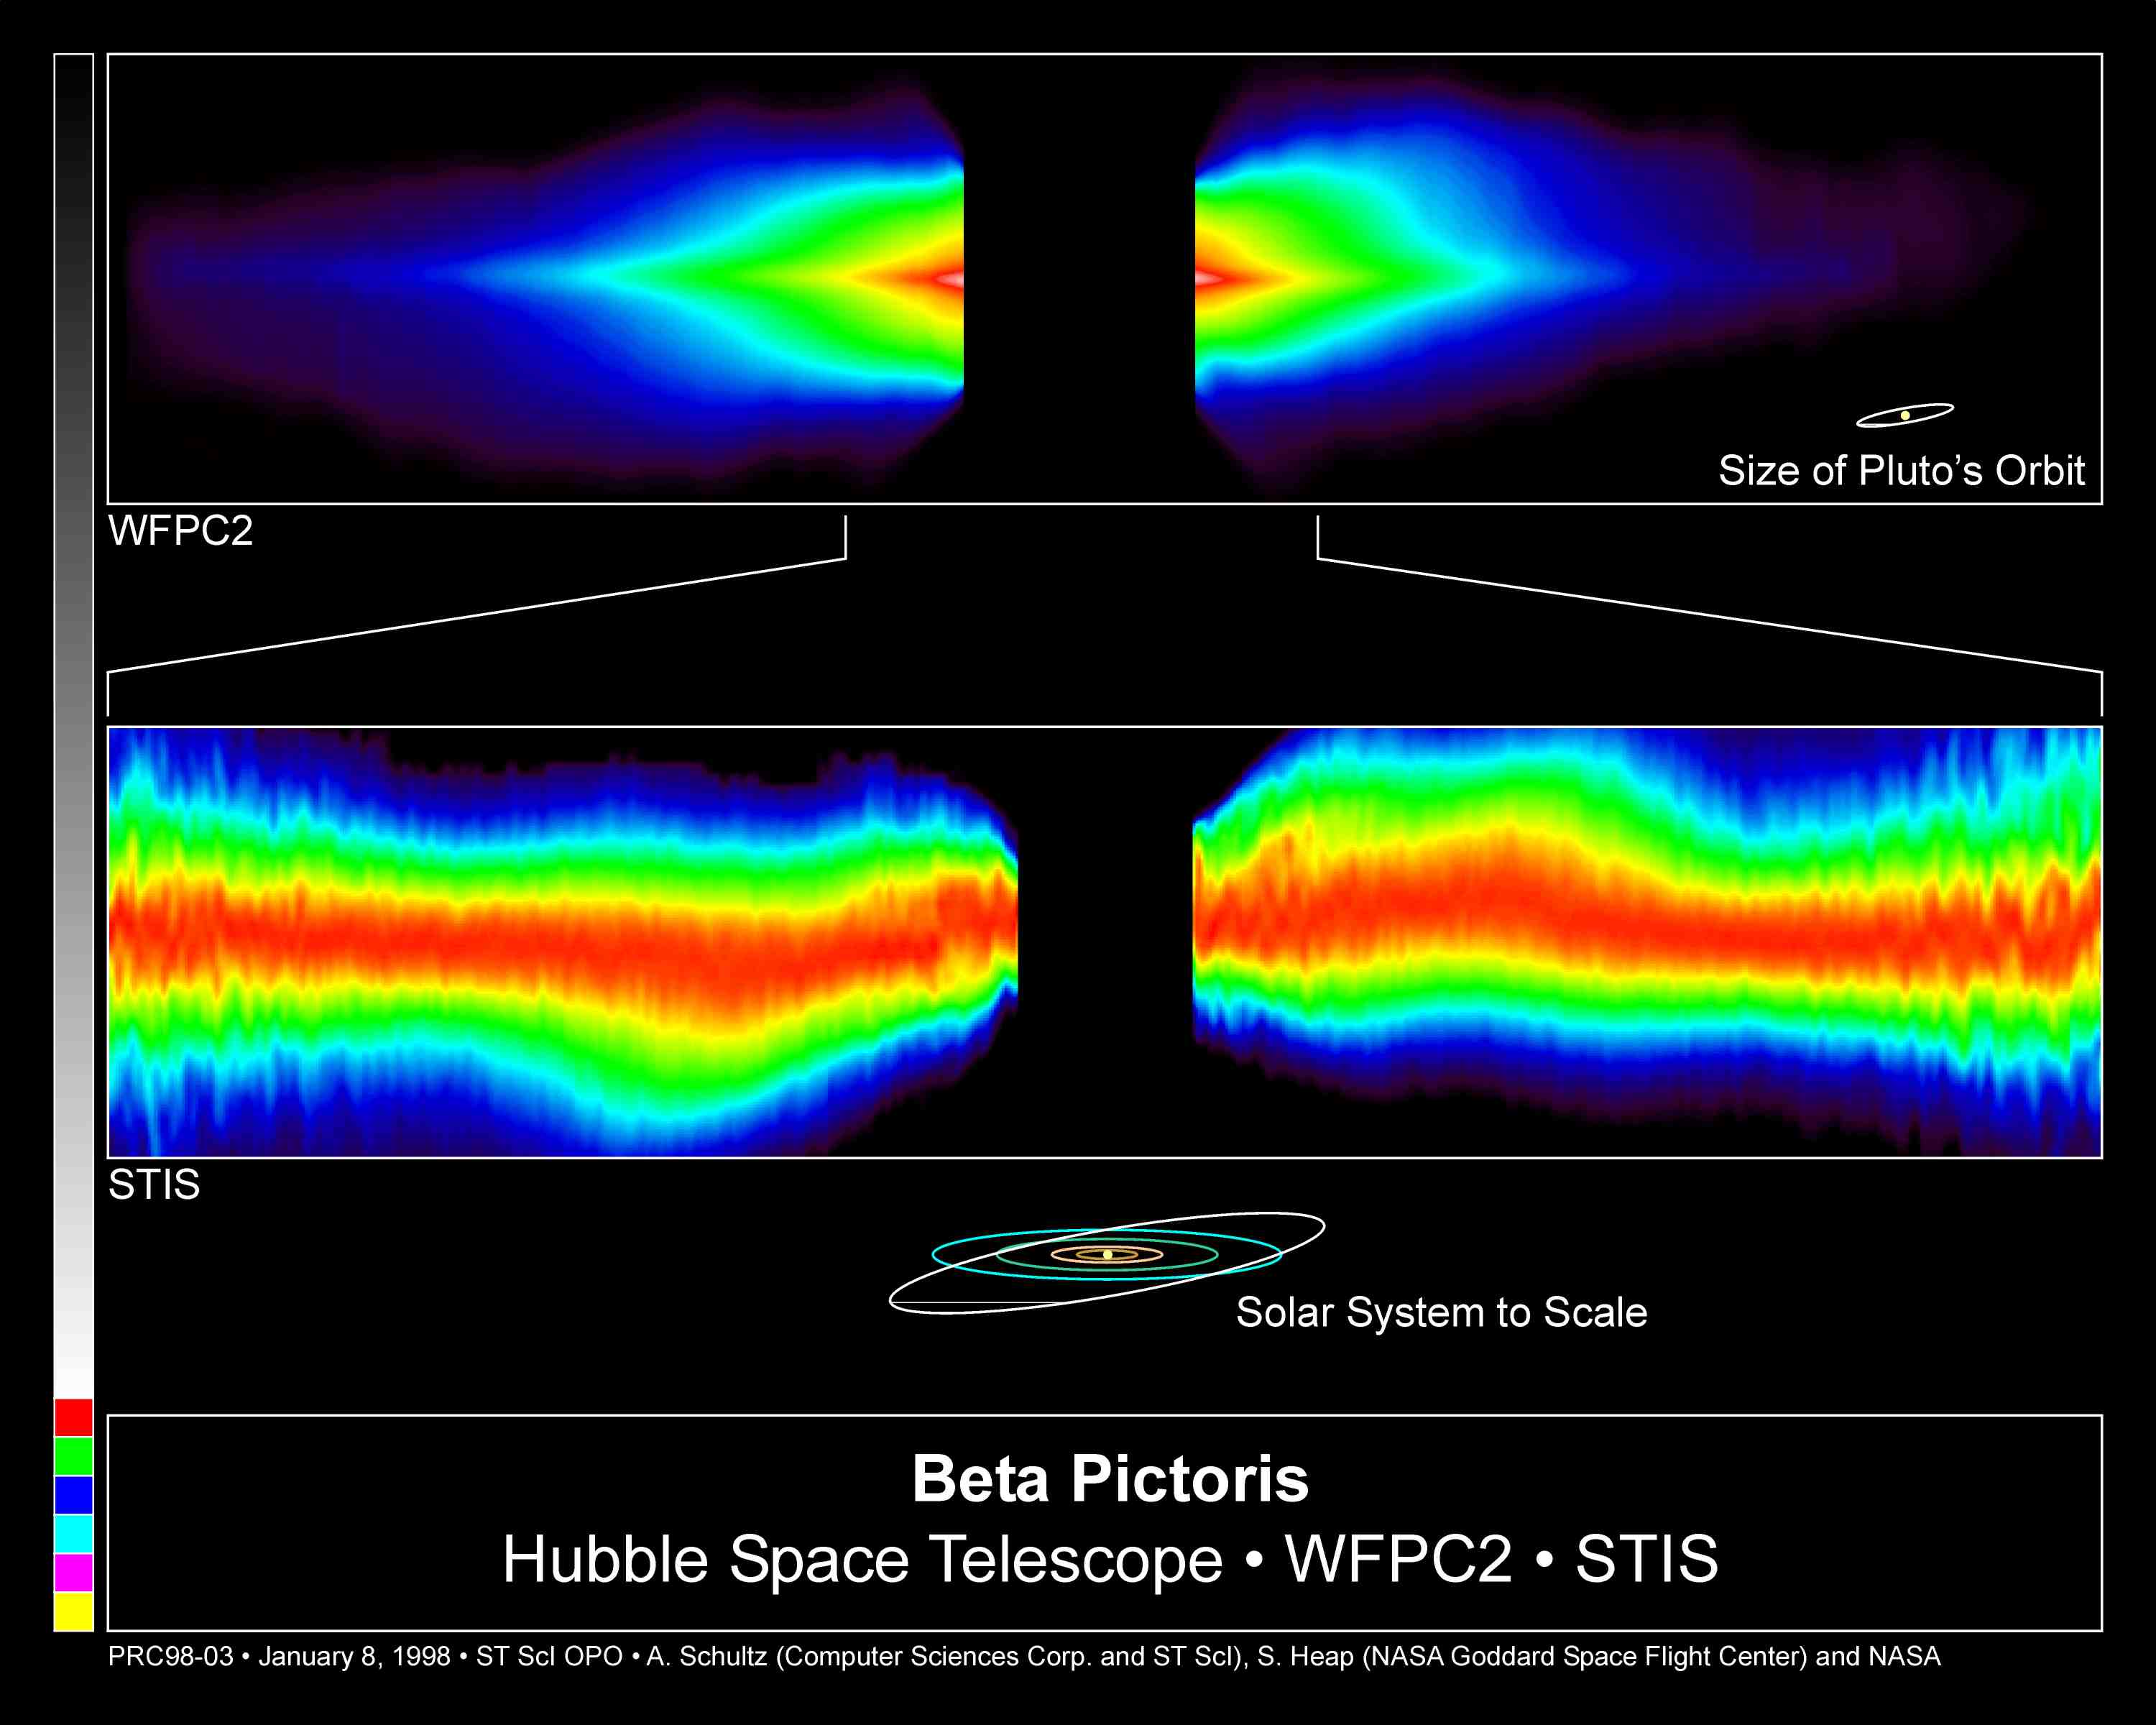 Size of Pluto’s Orbit
WFPC2
STIS
Solar System to Scale
Beta Pictoris
Hubble Space Telescope • WFPC2 • STIS
PRC98-03 • January 8, 1998 • ST ScI OPO • A. Schultz (Computer Sciences Corp. and ST ScI), S. Heap (NASA Goddard Space Flight Center) and NASA